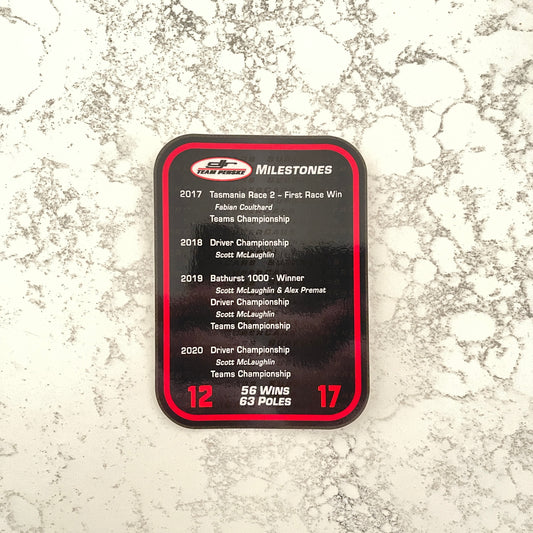 TEAM PENSKE MILESTONES
2017 Tasmania Race 2 – First Race Win
Fabian Coulthard
Teams Championship
2018 Driver Championship
Scott McLaughlin
2019 Bathurst 1000 - Winner
Scott McLaughlin & Alex Premat
Driver Championship
Scott McLaughlin
Teams Championship
2020 Driver Championship
Scott McLaughlin
Teams Championship
12 56 WINS 17
63 POLES